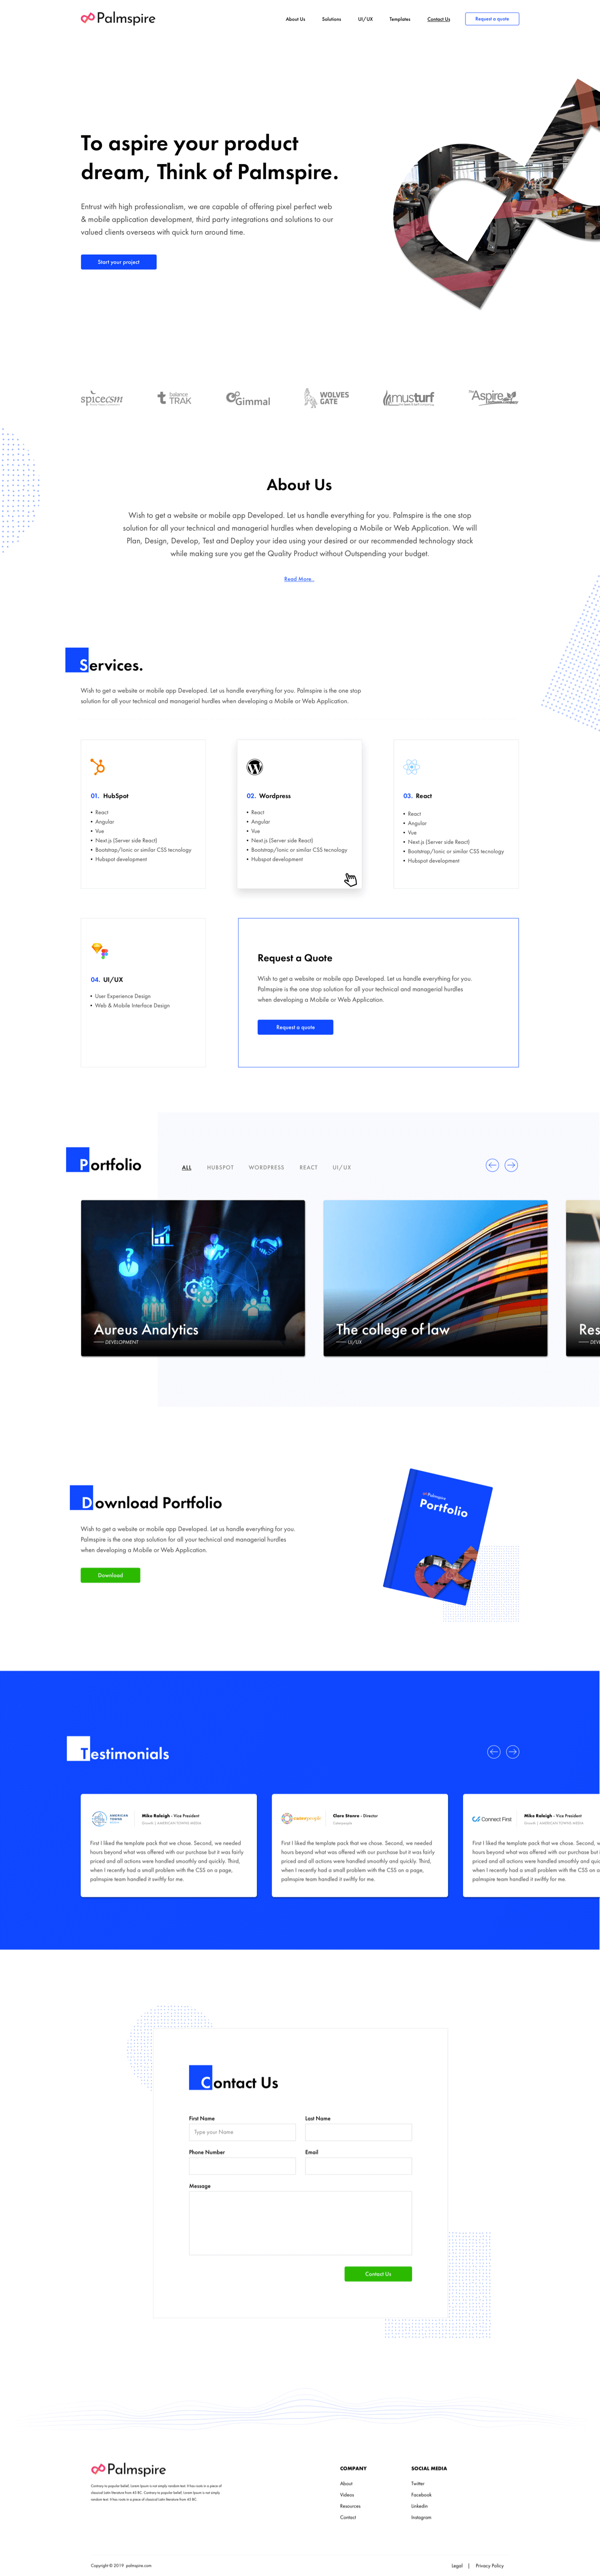 Palmspire
About Us
Solutions
UI/UX
Templates
Contact Us
Request a quote
To aspire your product
dream, Think of Palmspire.
Entrust with high professionalism, we are capable of offering pixel perfect web
& mobile application development, third party integrations and solutions to our
valued clients overseas with quick turn around time.
Start your project
spicecsm
balance
TRAK
Gimmal
WOLVES
GATE
musturf
the Aspire
About Us
Wish to get a website or mobile app Developed. Let us handle everything for you. Palmspire is the one stop
solution for all your technical and managerial hurdles when developing a Mobile or Web Application. We will
Plan, Design, Develop, Test and Deploy your idea using your desired or our recommended technology stack
while making sure you get the Quality Product without Outspending your budget.
Read More..
Services.
Wish to get a website or mobile app Developed. Let us handle everything for you. Palmspire is the one stop
solution for all your technical and managerial hurdles when developing a Mobile or Web Application.
01. HubSpot
• React
• Angular
• Vue
• Next js (Server side React)
• Bootstrap/Ionic or similar CSS tecnology
• Hubspot development
02. Wordpress
• React
• Angular
• Vue
• Next js (Server side React)
• Bootstrap/Ionic or similar CSS tecnology
• Hubspot development
03. React
• React
• Angular
• Vue
• Next js (Server side React)
• Bootstrap/Ionic or similar CSS tecnology
• Hubspot development
04. UI/UX
• User Experience Design
• Web & Mobile Interface Design
Request a Quote
Wish to get a website or mobile app Developed. Let us handle everything for you.
Palmspire is the one stop solution for all your technical and managerial hurdles
when developing a Mobile or Web Application.
Request a quote
Portfolio
ALL
HUBSPOT
WORDPRESS
REACT
UI/UX
Aureus Analytics
DEVELOPMENT
The college of law
UI/UX
Res
DEV
Download Portfolio
Wish to get a website or mobile app Developed. Let us handle everything for you.
Palmspire is the one stop solution for all your technical and managerial hurdles
when developing a Mobile or Web Application.
Download
Palmspire
Portfolio
Testimonials
AMERICAN
TOWNS
MEDIA
Mike Raleigh - Vice President
Growth | AMERICAN TOWNS MEDIA
First I liked the template pack that we chose. Second, we needed
hours beyond what was offered with our purchase but it was fairly
priced and all actions were handled smoothly and quickly. Third,
when I recently had a small problem with the CSS on a page,
palmspire team handled it swiftly for me.
Clare Stanro - Director
First I liked the template pack that we chose. Second, we needed
hours beyond what was offered with our purchase but it was fairly
priced and all actions were handled smoothly and quickly. Third,
when I recently had a small problem with the CSS on a page,
palmspire team handled it swiftly for me.
Connect First
Mike Raleigh - Vice President
Growth | AMERICAN TOWNS MEDIA
First I liked the template pack that we chose. Second, w
hours beyond what was offered with our purchase but i
priced and all actions were handled smoothly and quic
when I recently had a small problem with the CSS on a
palmspire team handled it swiftly for me.
Contact Us
First Name
Last Name
Type your Name
Phone Number
Email
Message
Contact Us
Palmspire
Contrary to popular belief, Lorem Ipsum is not simply random text. It has roots in a piece of
classical Latin literature from 45 BC. Contrary to popular belief, Lorem Ipsum is not simply
random text. It has roots in a piece of classical Latin literature from 45 BC.
COMPANY
About
Videos
Resources
Contact
SOCIAL MEDIA
Twitter
Facebook
Linkedin
Instagram
Copyright © 2019 palmspire.com
Legal | Privacy Policy